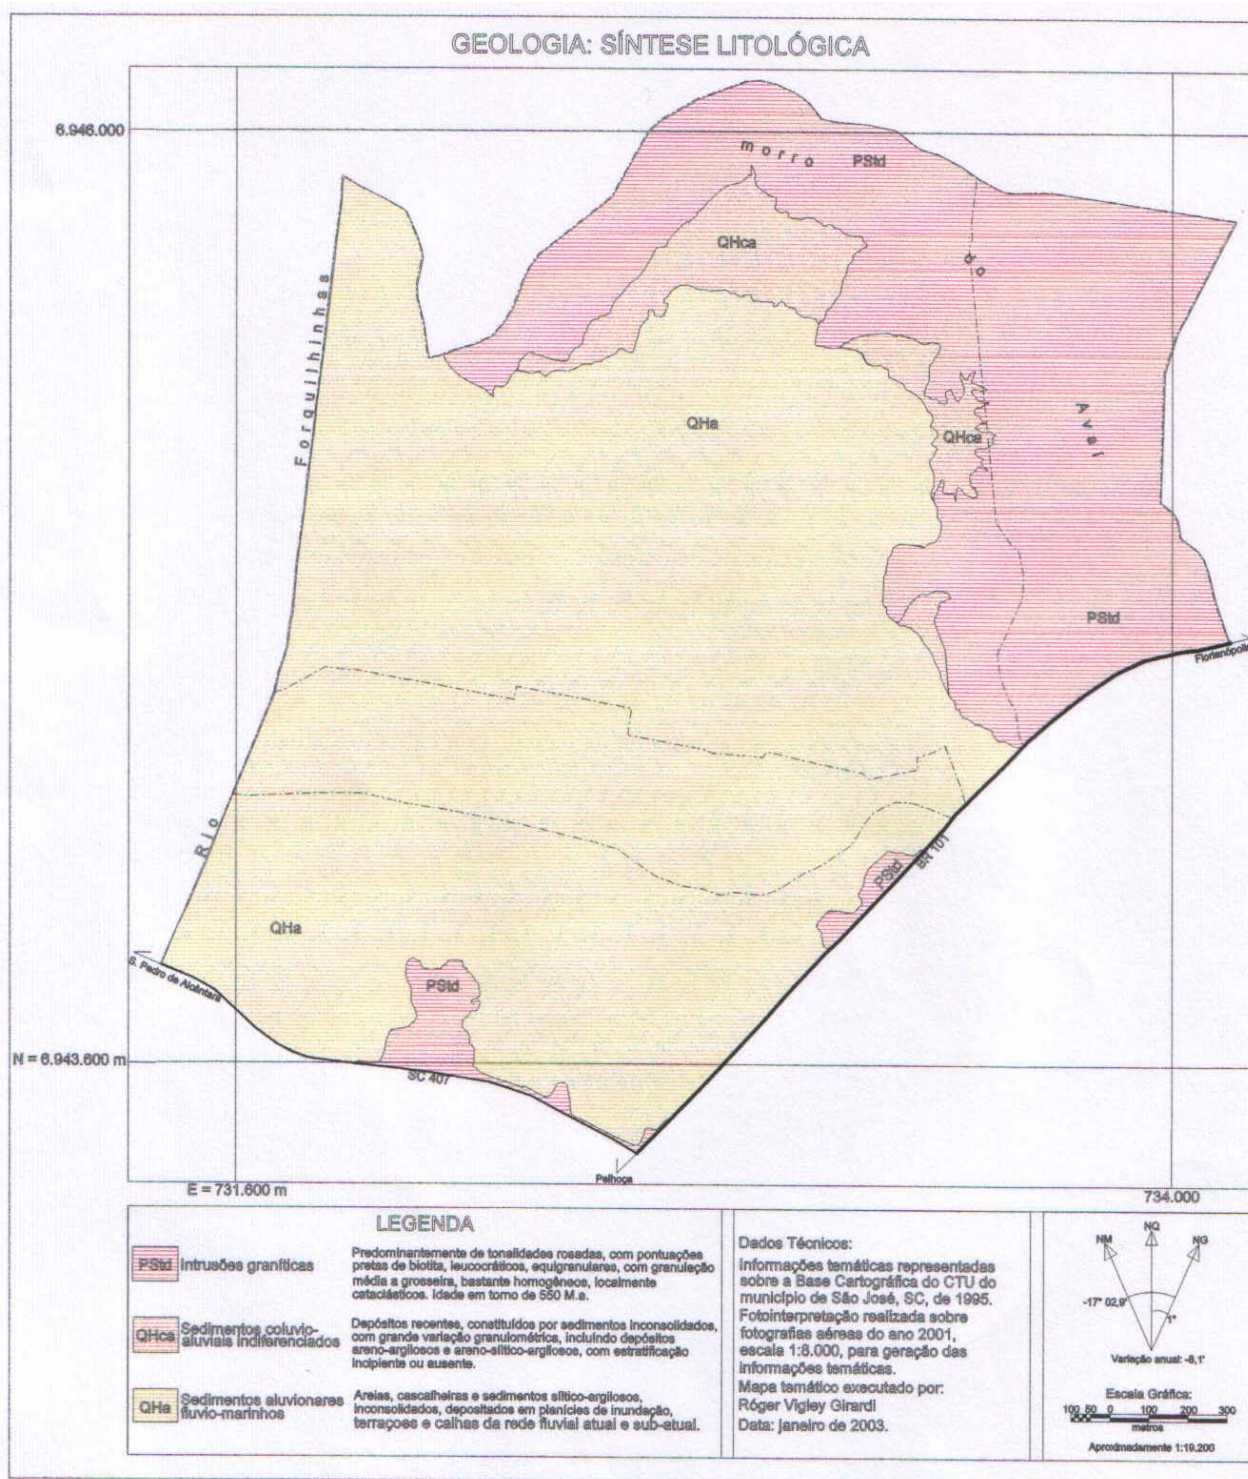 GEOLOGIA: SÍNTESE LITOLÓGICA
6.946.000
morro
PStd
QHca
do
Forquilhinhas
Avaí
QHa
QHca
PStd
Florianópolis
Rio
PStd
BR 101
QHa
S. Pedro de Alcântara
PStd
N = 6.943.600 m
SC 407
Palhoça
E = 731.600 m
734.000
LEGENDA
PStd
Intrusões graníticas
Predominantemente de tonalidades rosadas, com pontuações
pretas de biotita, leucocráticos, equigranulares, com granulação
média a grosseira, bastante homogêneos, localmente
cataclásticos. Idade em torno de 550 M.a.
QHca
Sedimentos coluvio-
aluviais indiferenciados
Depósitos recentes, constituídos por sedimentos inconsolidados,
com grande variação granulométrica, incluindo depósitos
areno-argilosos e areno-síltico-argilosos, com estratificação
incipiente ou ausente.
QHa
Sedimentos aluvionares
fluvio-marinhos
Areias, cascalheiras e sedimentos síltico-argilosos,
inconsolidados, depositados em planícies de inundação,
terraços e calhas da rede fluvial atual e sub-atual.
Dados Técnicos:
Informações temáticas representadas
sobre a Base Cartográfica do CTU do
município de São José, SC, de 1995.
Fotointerpretação realizada sobre
fotografias aéreas do ano 2001,
escala 1:8.000, para geração das
informações temáticas.
Mapa temático executado por:
Róger Vigley Girardi
Data: janeiro de 2003.
NM
NQ
NG
-17° 02,9'
1°
Variação anual: -8,1'
Escala Gráfica:
100 50 0 100 200 300
metros
Aproximadamente 1:19.200